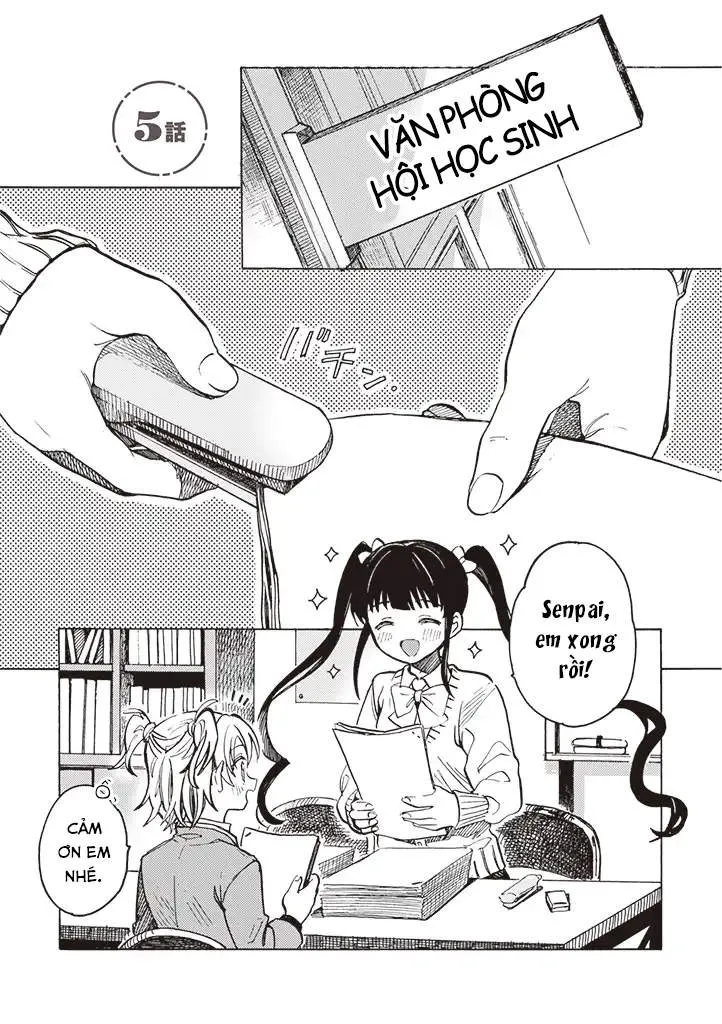 5話
VĂN PHÒNG
HỘI HỌC SINH
バチン.
Senpai,
em xong
rồi!
CẢM
ƠN EM
NHÉ.